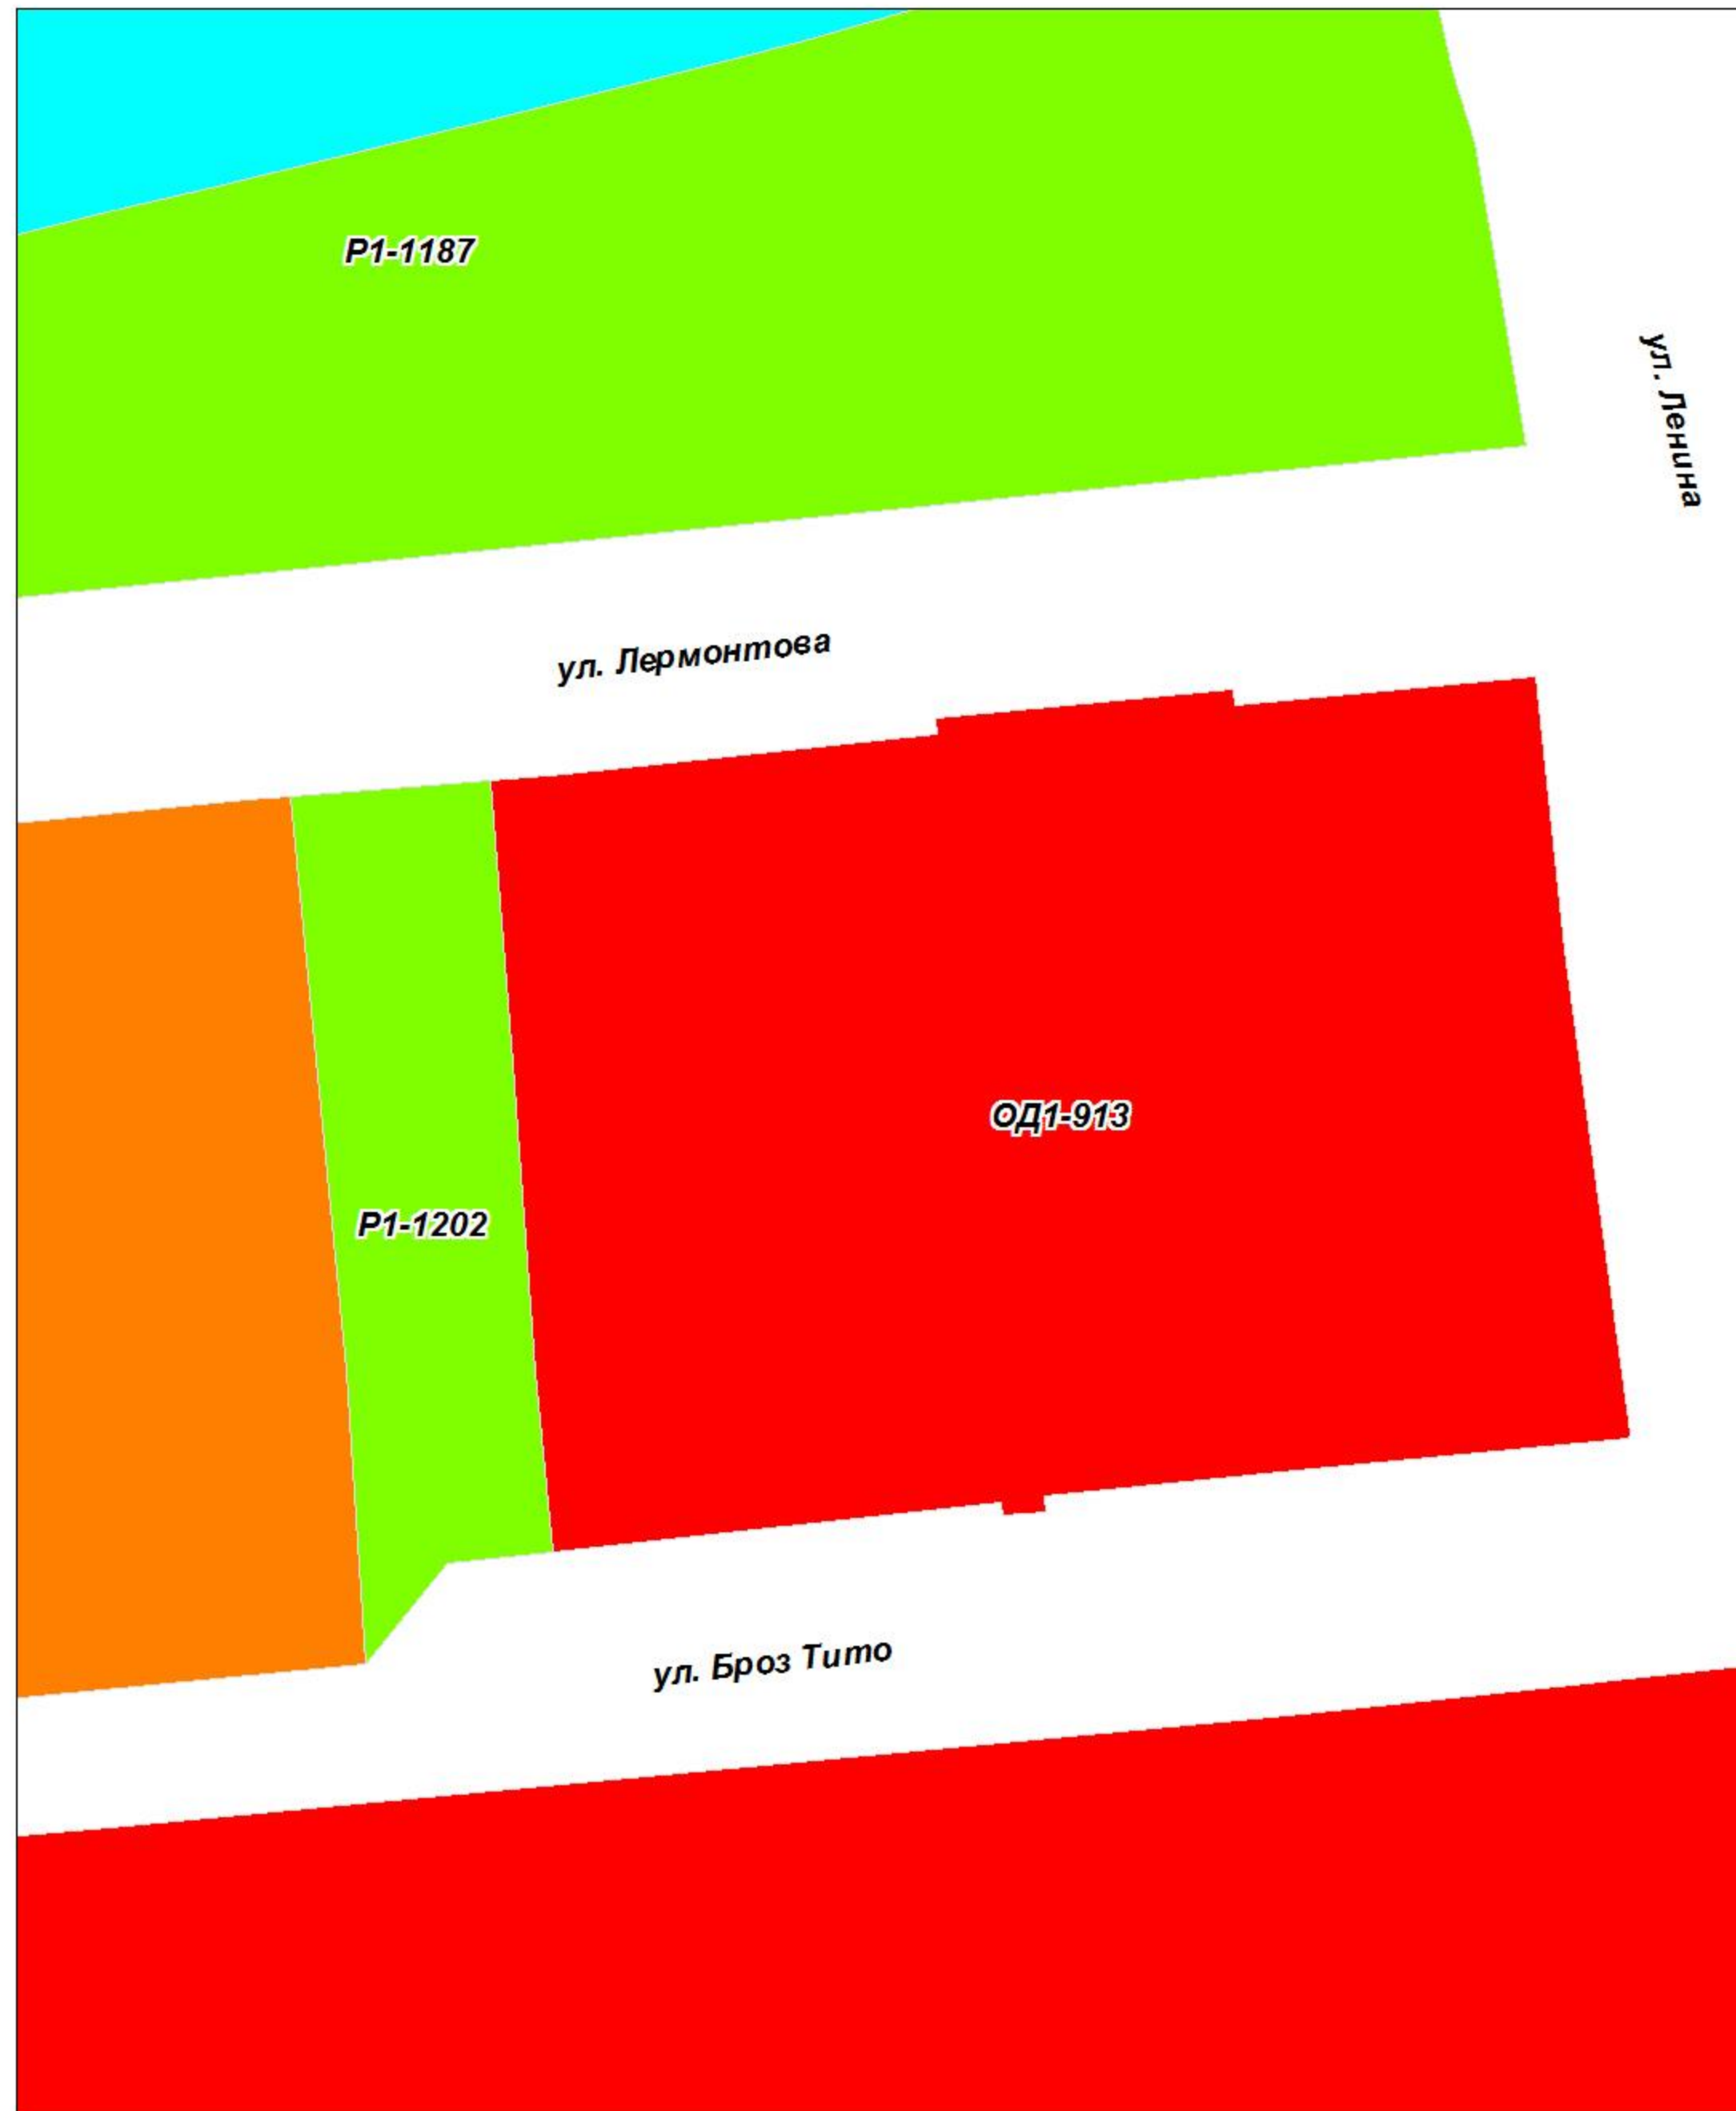 Р1-1187
ул. Ленина
ул. Лермонтова
ОД1-913
Р1-1202
ул. Броз Тито